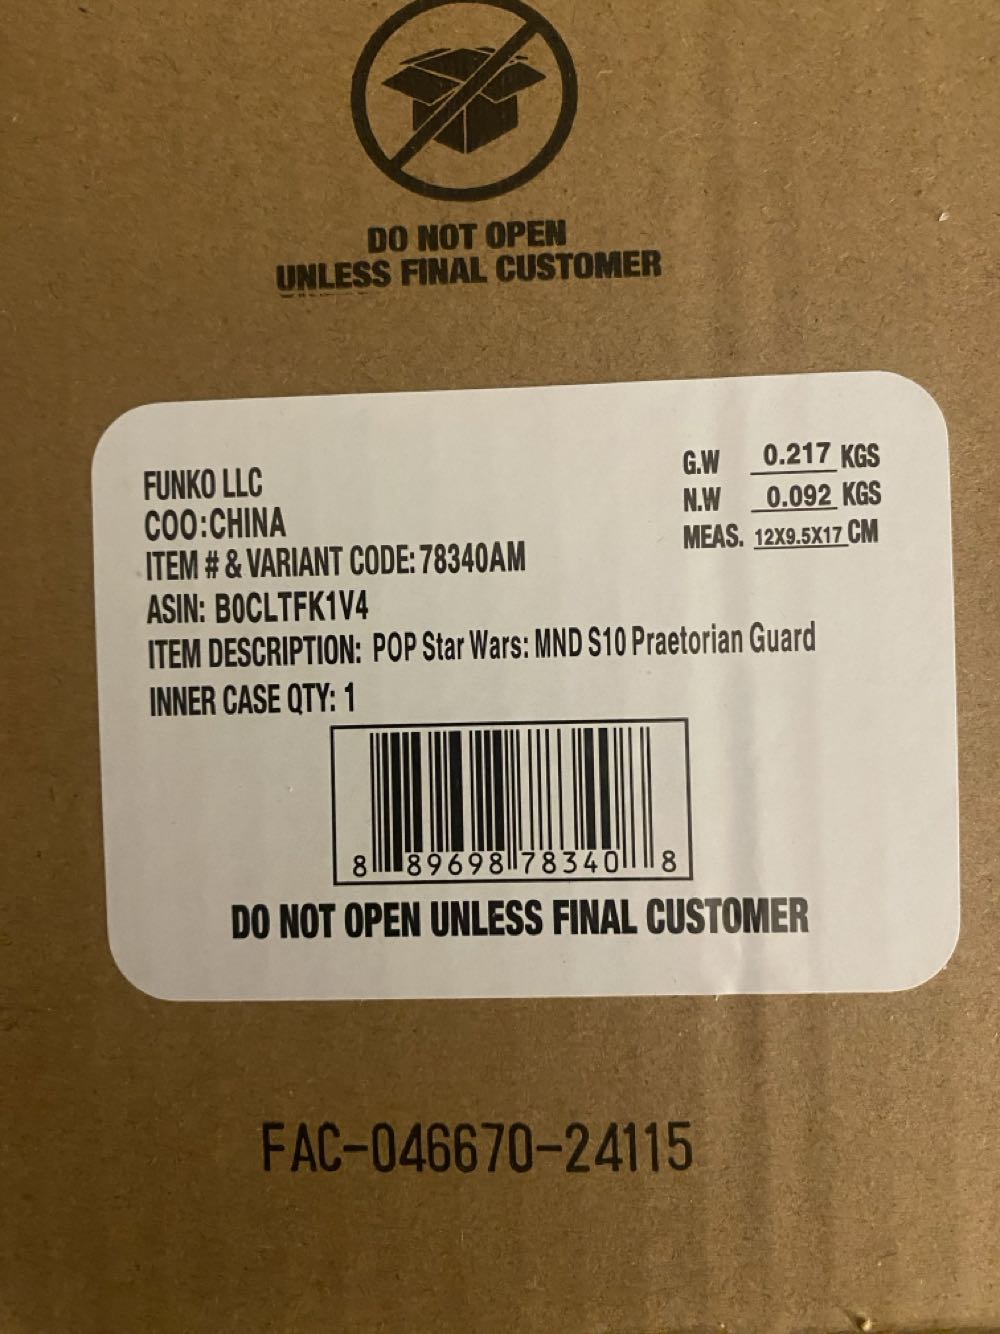 DO NOT OPEN
UNLESS FINAL CUSTOMER
FUNKO LLC
COO:CHINA
ITEM # & VARIANT CODE: 78340AM
ASIN: B0CLTFK1V4
ITEM DESCRIPTION: POP Star Wars: MND S10 Praetorian Guard
INNER CASE QTY: 1
G.W 0.217 KGS
N.W 0.092 KGS
MEAS. 12X9.5X17 CM
8 89698 78340 8
DO NOT OPEN UNLESS FINAL CUSTOMER
FAC-046670-24115